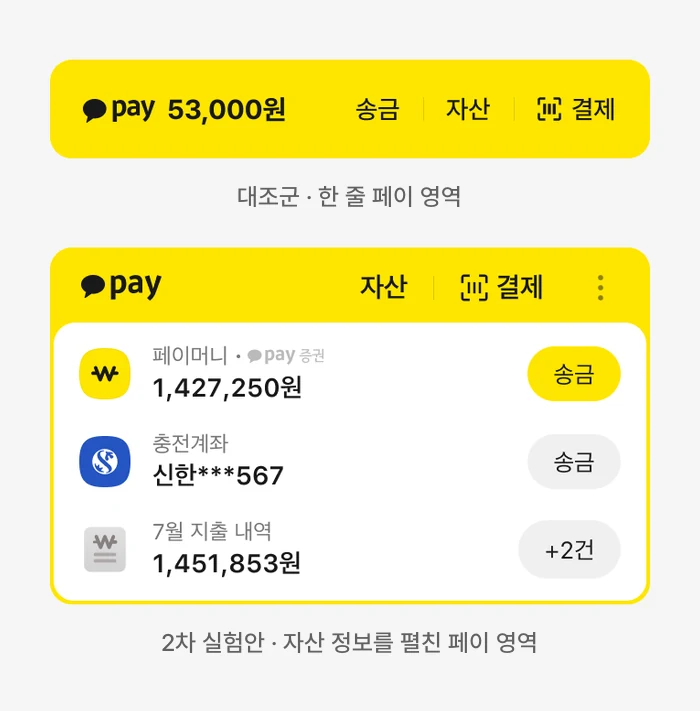 pay 53,000원 송금 자산 결제
대조군 · 한 줄 페이 영역
pay 자산 결제
페이머니 • pay 증권
1,427,250원
송금
충전계좌
신한***567
송금
7월 지출 내역
1,451,853원
+2건
2차 실험안 · 자산 정보를 펼친 페이 영역